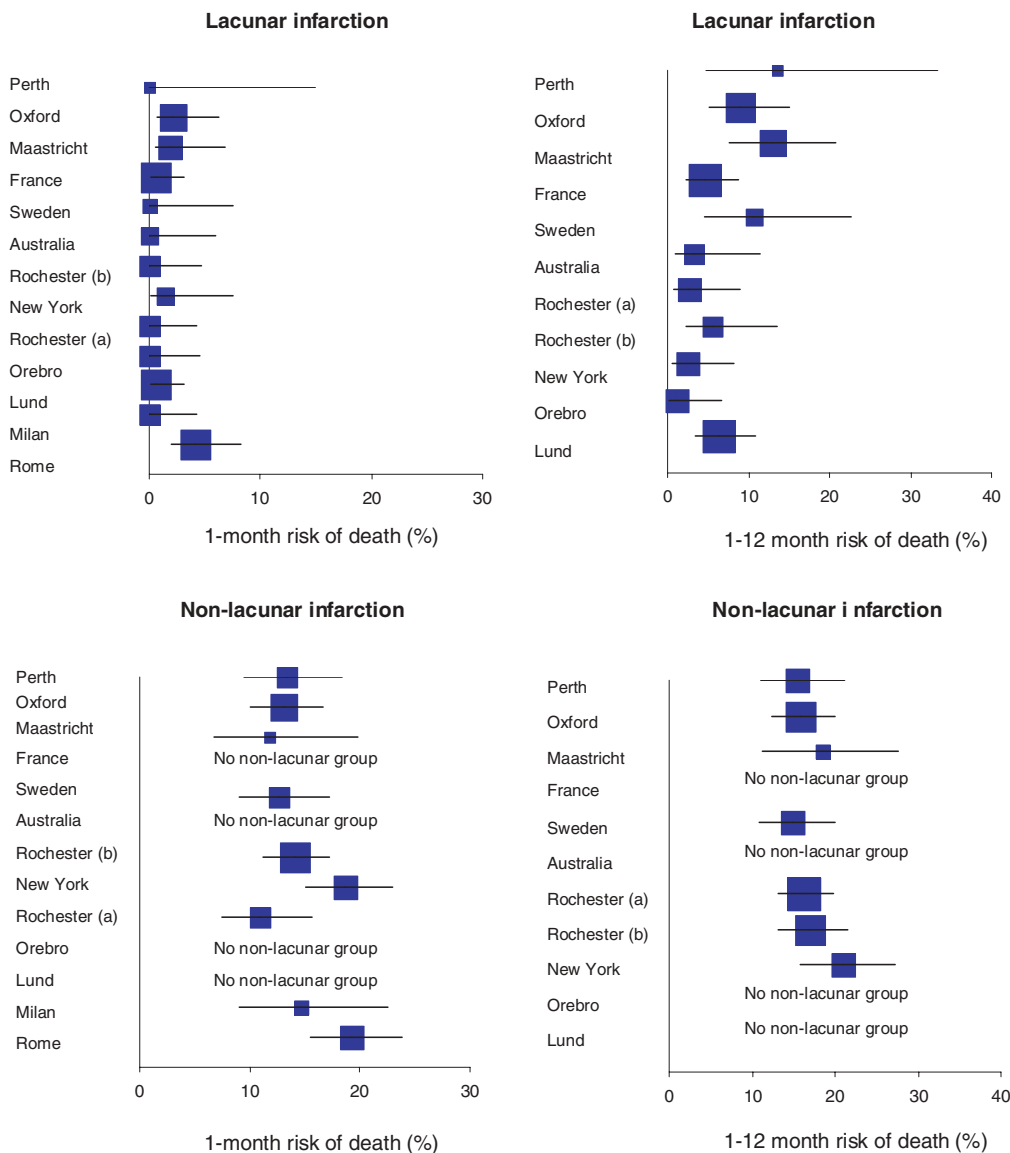 Lacunar infarction
Perth
Oxford
Maastricht
France
Sweden
Australia
Rochester (b)
New York
Rochester (a)
Orebro
Lund
Milan
Rome
0 10 20 30
1-month risk of death (%)
Lacunar infarction
Perth
Oxford
Maastricht
France
Sweden
Australia
Rochester (a)
Rochester (b)
New York
Orebro
Lund
0 10 20 30 40
1-12 month risk of death (%)
Non-lacunar infarction
Perth
Oxford
Maastricht
France No non-lacunar group
Sweden
Australia No non-lacunar group
Rochester (b)
New York
Rochester (a)
Orebro No non-lacunar group
Lund No non-lacunar group
Milan
Rome
0 10 20 30
1-month risk of death (%)
Non-lacunar i nfarction
Perth
Oxford
Maastricht
No non-lacunar group
France
Sweden
No non-lacunar group
Australia
Rochester (a)
Rochester (b)
New York
No non-lacunar group
Orebro
No non-lacunar group
Lund
0 10 20 30 40
1-12 month risk of death (%)